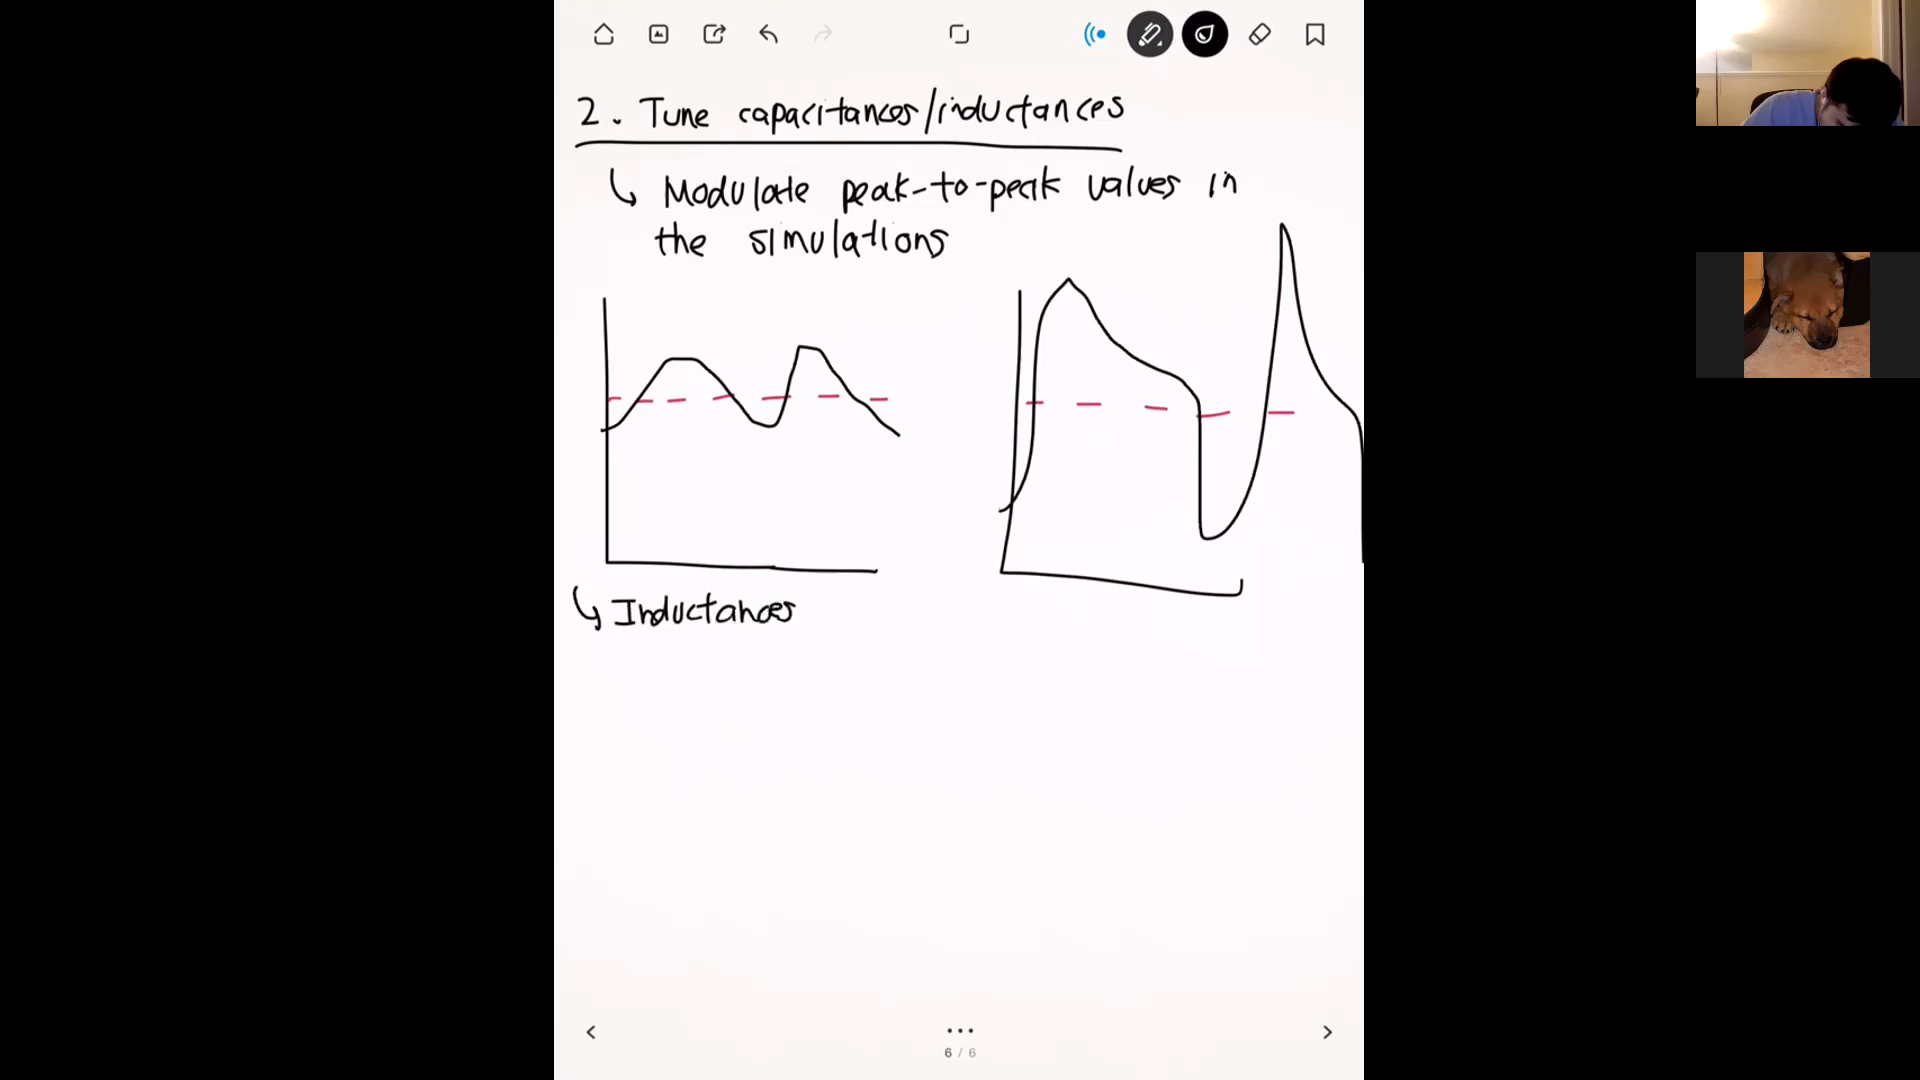 2. Tune capacitances/inductances
↳ Modulate peak-to-peak values in
the simulations
↳ Inductances
6 / 6